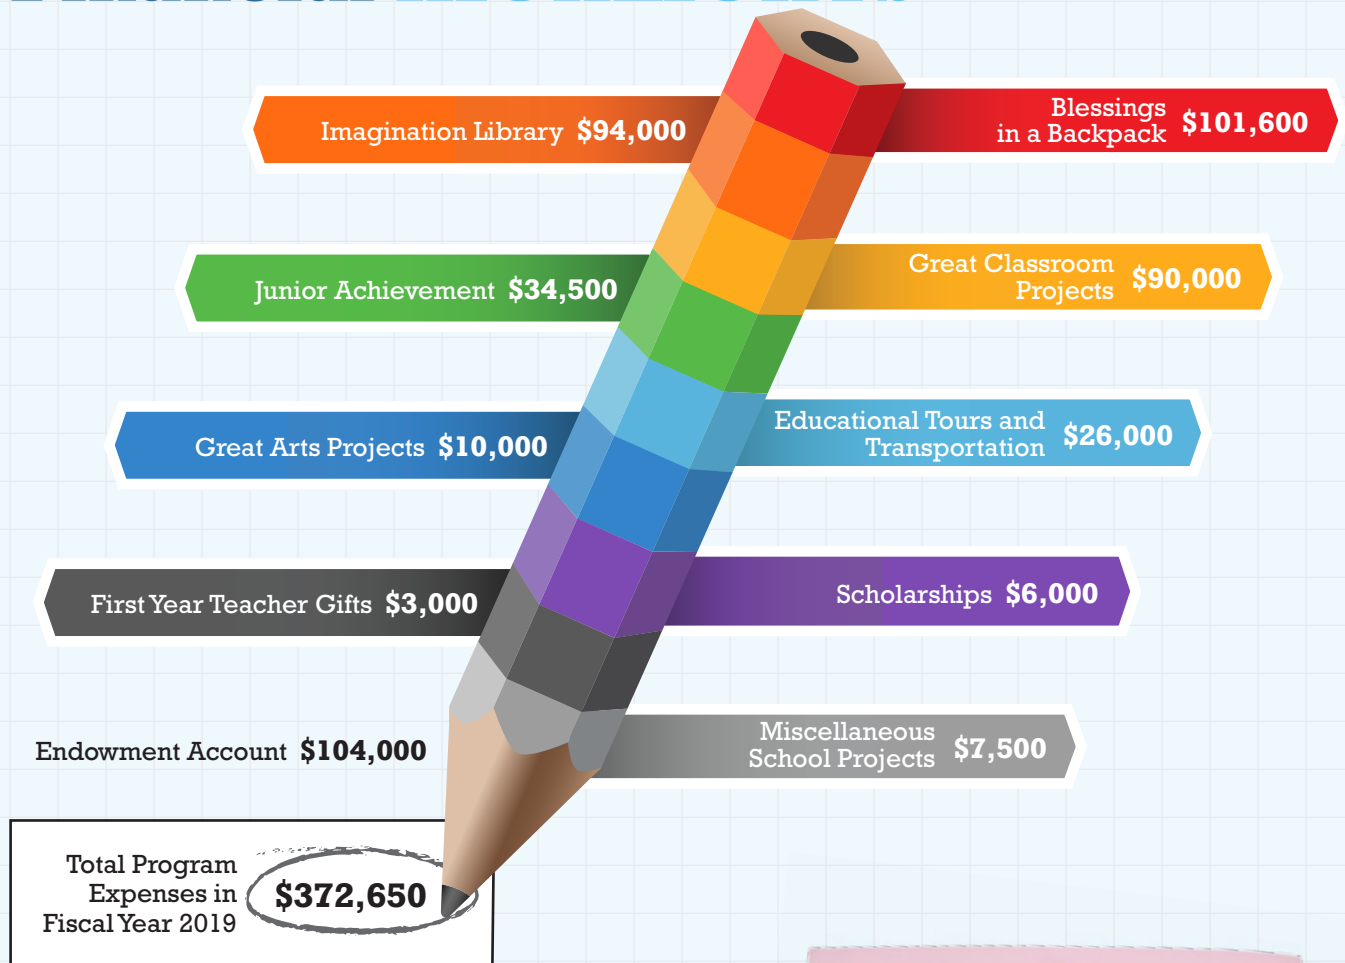 Imagination Library $94,000
Blessings
in a Backpack $101,600
Junior Achievement $34,500
Great Classroom
Projects $90,000
Great Arts Projects $10,000
Educational Tours and
Transportation $26,000
First Year Teacher Gifts $3,000
Scholarships $6,000
Endowment Account $104,000
Miscellaneous
School Projects $7,500
Total Program
Expenses in
Fiscal Year 2019
$372,650